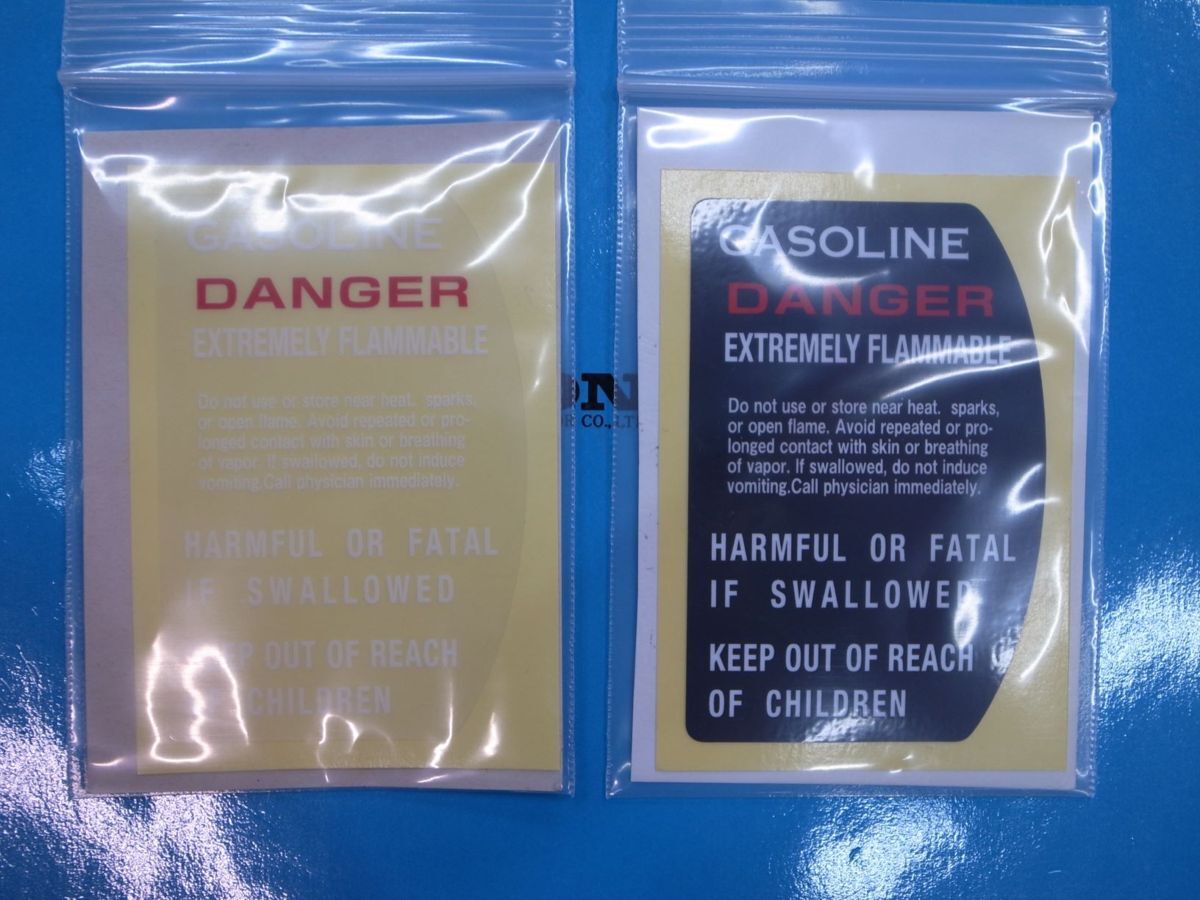 GASOLINE
DANGER
EXTREMELY FLAMMABLE
Do not use or store near heat. sparks,
or open flame. Avoid repeated or pro-
longed contact with skin or breathing
of vapor. If swallowed, do not induce
vomiting.Call physician immediately.
HARMFUL OR FATAL
IF SWALLOWED
KEEP OUT OF REACH
OF CHILDREN
GASOLINE
DANGER
EXTREMELY FLAMMABLE
Do not use or store near heat. sparks,
or open flame. Avoid repeated or pro-
longed contact with skin or breathing
of vapor. If swallowed, do not induce
vomiting.Call physician immediately.
HARMFUL OR FATAL
IF SWALLOWED
KEEP OUT OF REACH
OF CHILDREN
CO., LT